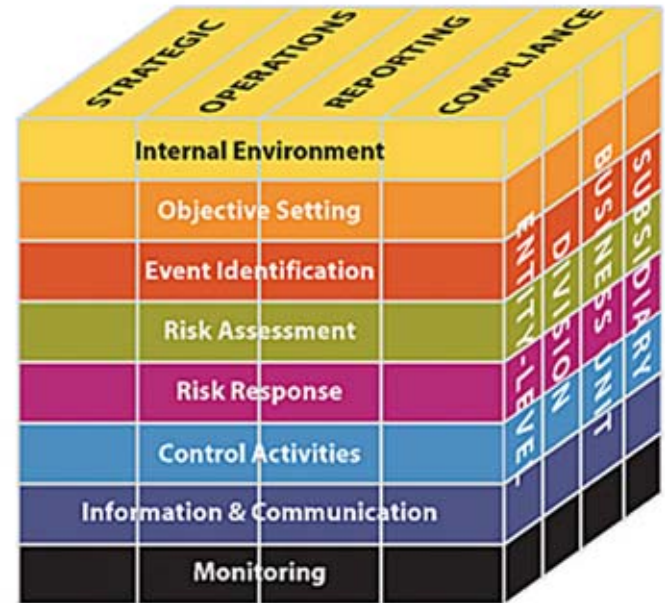 STRATEGIC
OPERATIONS
REPORTING
COMPLIANCE
Internal Environment
Objective Setting
Event Identification
Risk Assessment
Risk Response
Control Activities
Information & Communication
Monitoring
ENTITY-LEVEL
DIVISION
BUSINESS UNIT
SUBSIDIARY